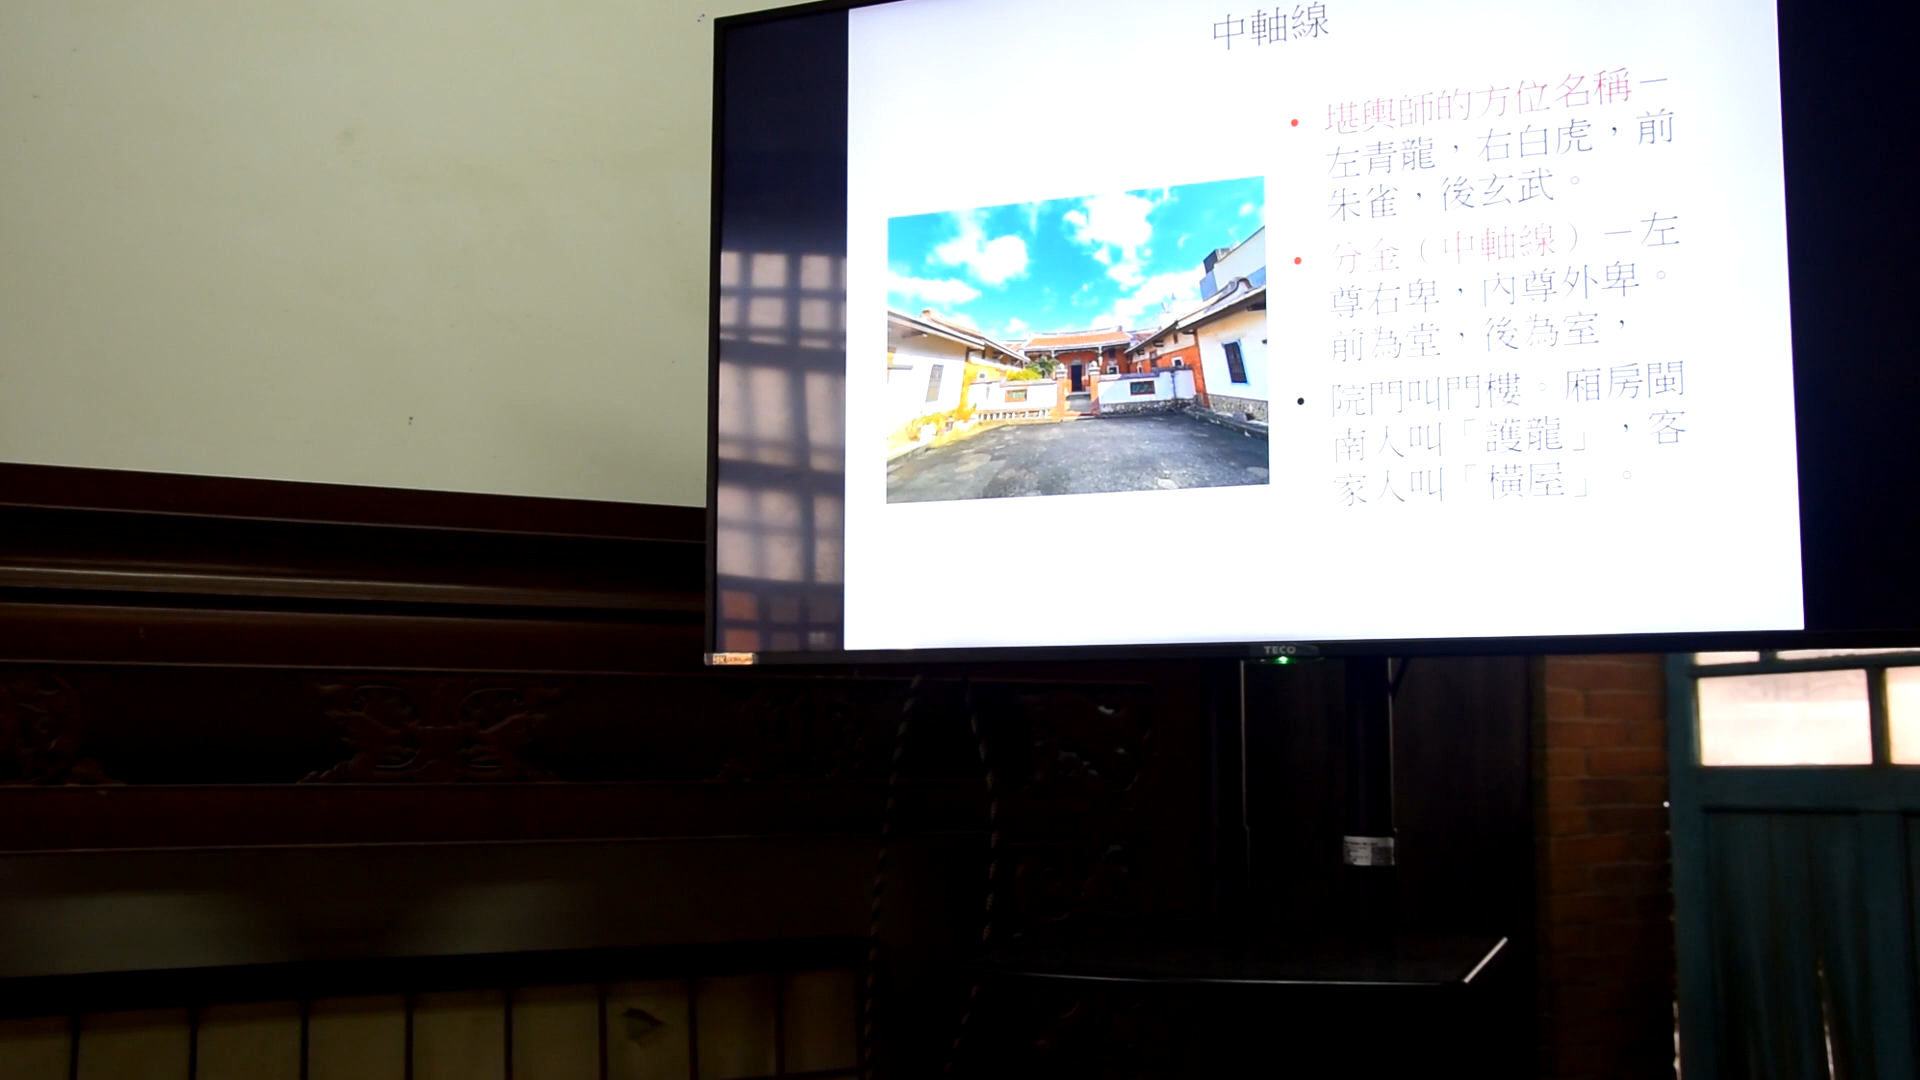 中軸線
堪輿師的方位名稱－
左青龍，右白虎，前
朱雀，後玄武。
分金（中軸線）－左
尊右卑，內尊外卑。
前為堂，後為室，
院門叫門樓。廂房閩
南人叫「護龍」，客
家人叫「橫屋」。
TECO